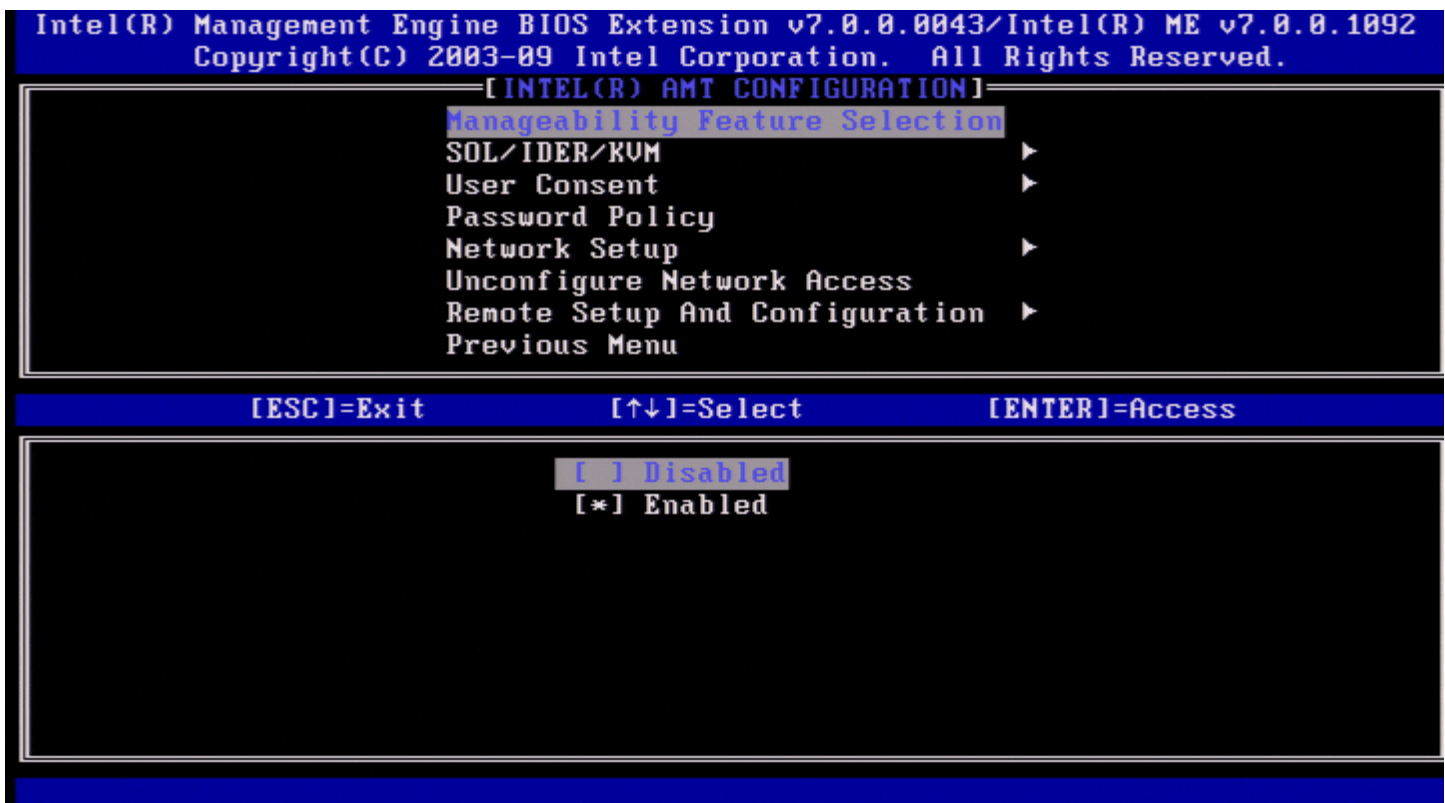 Intel(R) Management Engine BIOS Extension v7.0.0.0043/Intel(R) ME v7.0.0.1092
Copyright(C) 2003-09 Intel Corporation. All Rights Reserved.
[INTEL(R) AMT CONFIGURATION]
Manageability Feature Selection
SOL/IDER/KVM ►
User Consent ►
Password Policy
Network Setup ►
Unconfigure Network Access
Remote Setup And Configuration ►
Previous Menu
[ESC]=Exit [↑↓]=Select [ENTER]=Access
[ ] Disabled
[*] Enabled